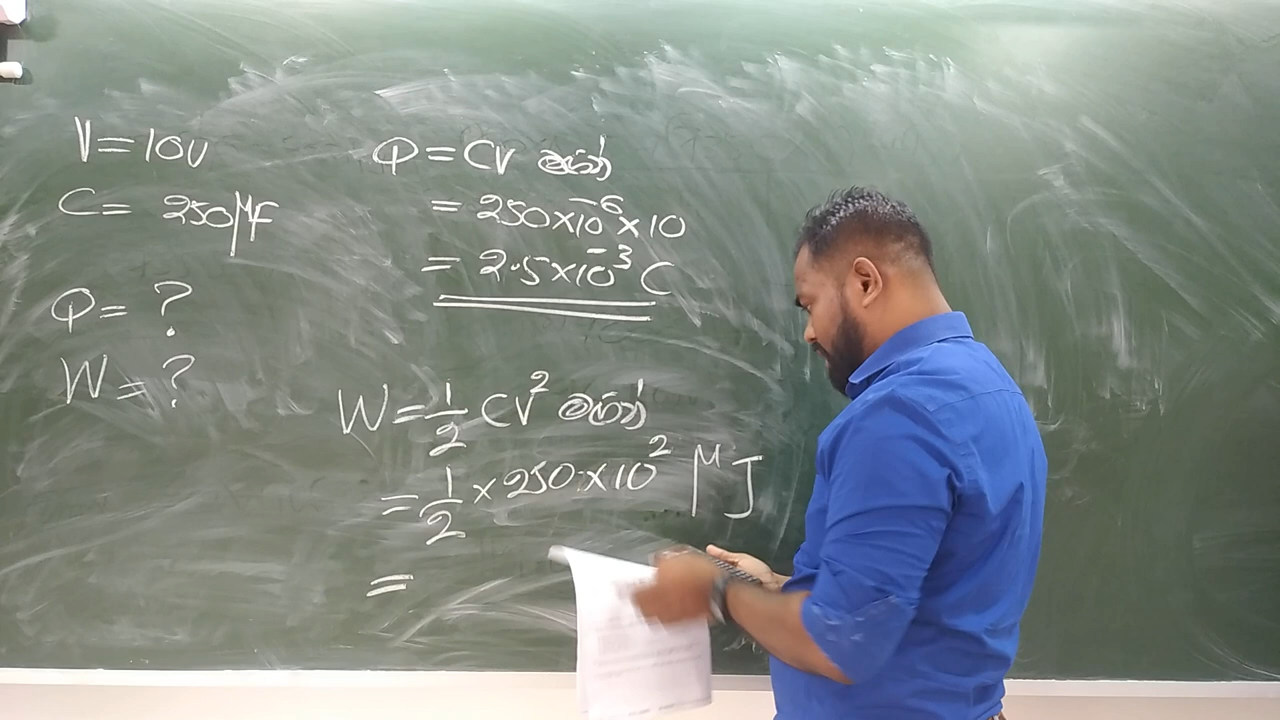 V = 10V
C = 250μF
Q = ?
W = ?
Q = CV මගින්
= 250×10⁻⁶×10
= 2.5×10⁻³ C
W = 1/2 CV² මගින්
= 1/2 × 250×10² μJ
=